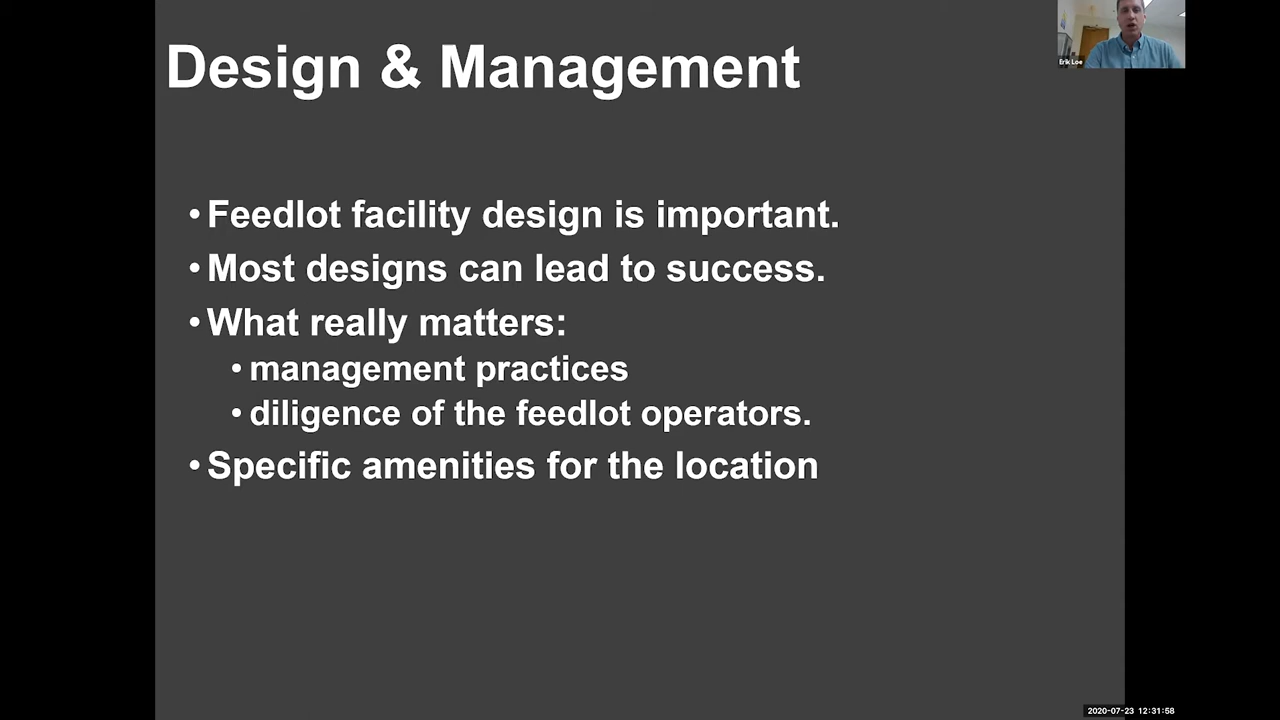 Design & Management
Erik Loe
• Feedlot facility design is important.
• Most designs can lead to success.
• What really matters:
• management practices
• diligence of the feedlot operators.
• Specific amenities for the location
2020-07-23 12:31:58